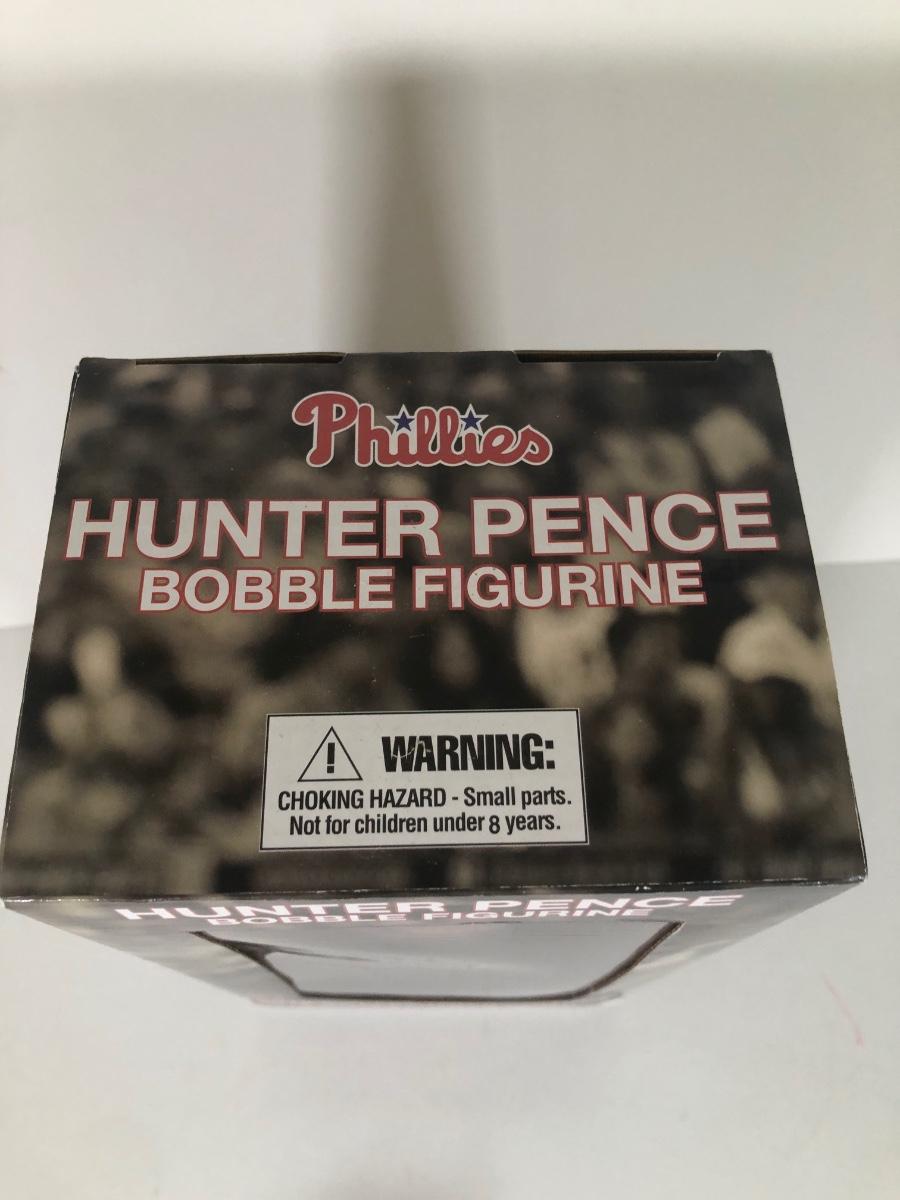 Phillies
HUNTER PENCE
BOBBLE FIGURINE
! WARNING:
CHOKING HAZARD - Small parts.
Not for children under 8 years.
HUNTER PENCE
BOBBLE FIGURINE